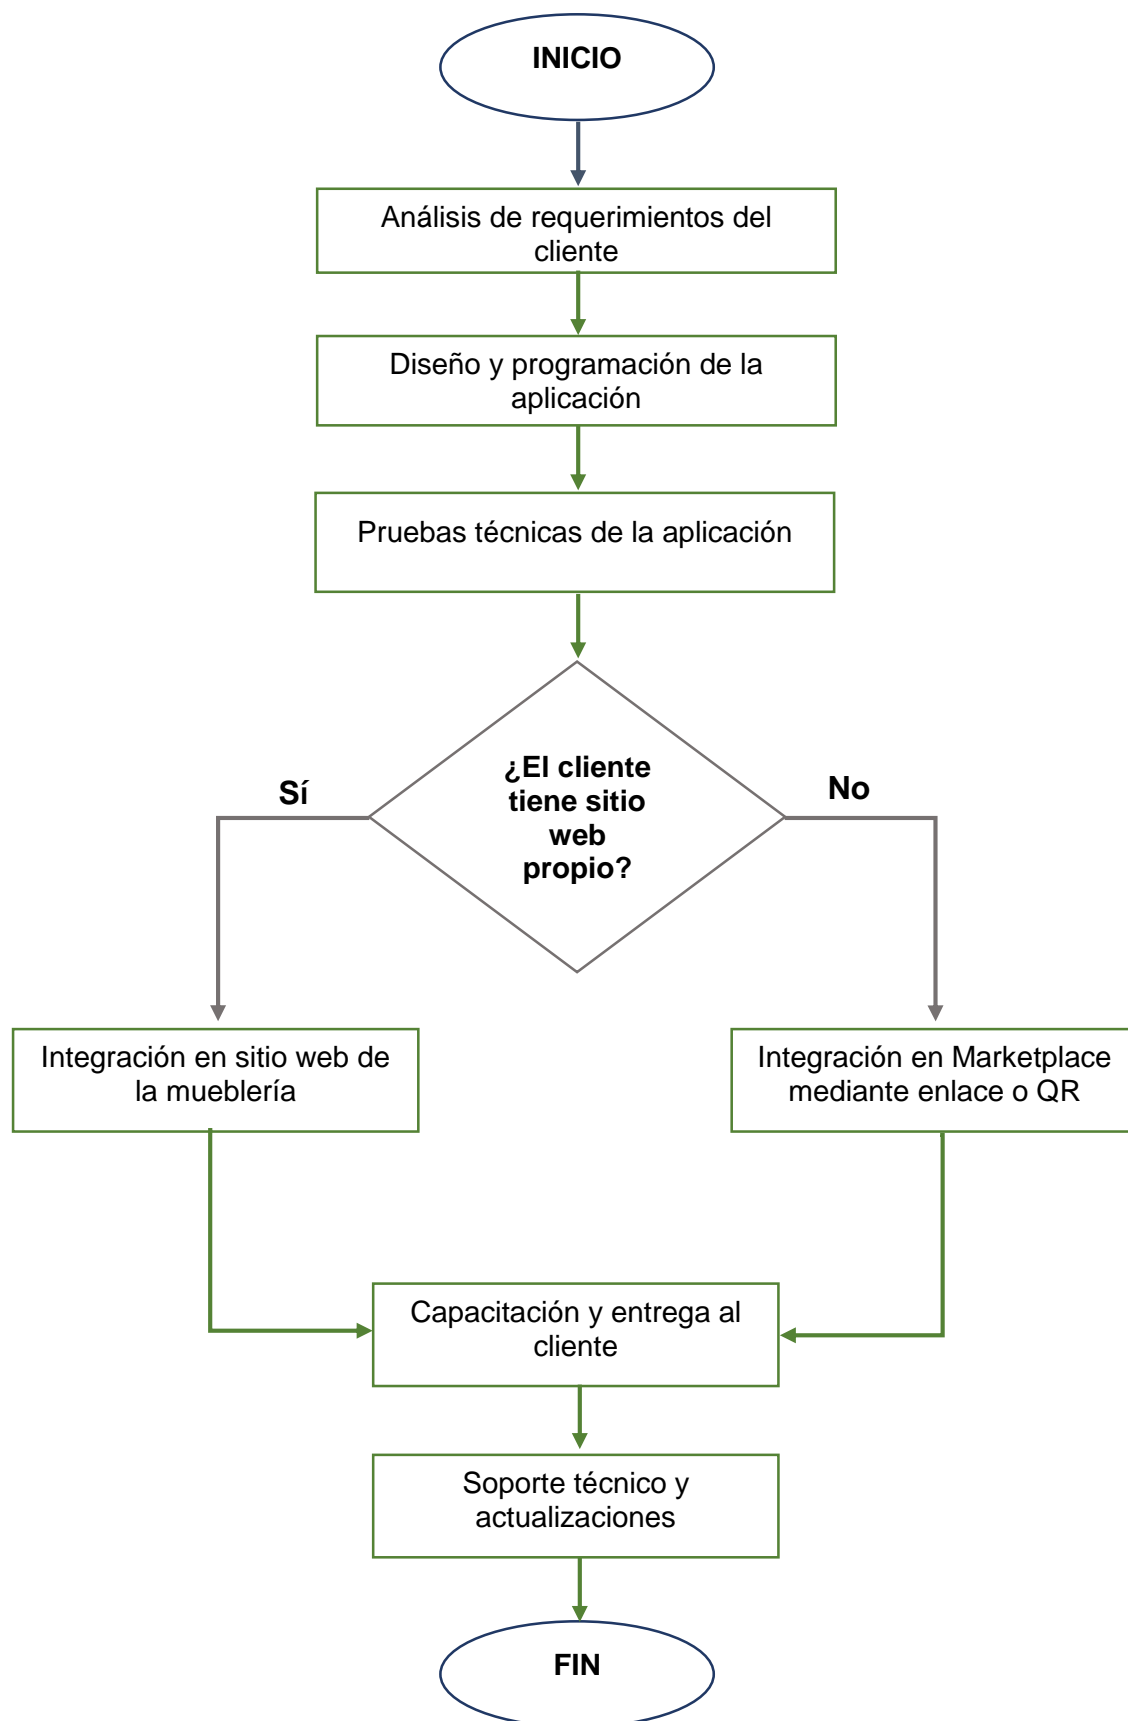 INICIO
Análisis de requerimientos del
cliente
Diseño y programación de la
aplicación
Pruebas técnicas de la aplicación
¿El cliente
tiene sitio
web
propio?
Sí
No
Integración en sitio web de
la mueblería
Integración en Marketplace
mediante enlace o QR
Capacitación y entrega al
cliente
Soporte técnico y
actualizaciones
FIN